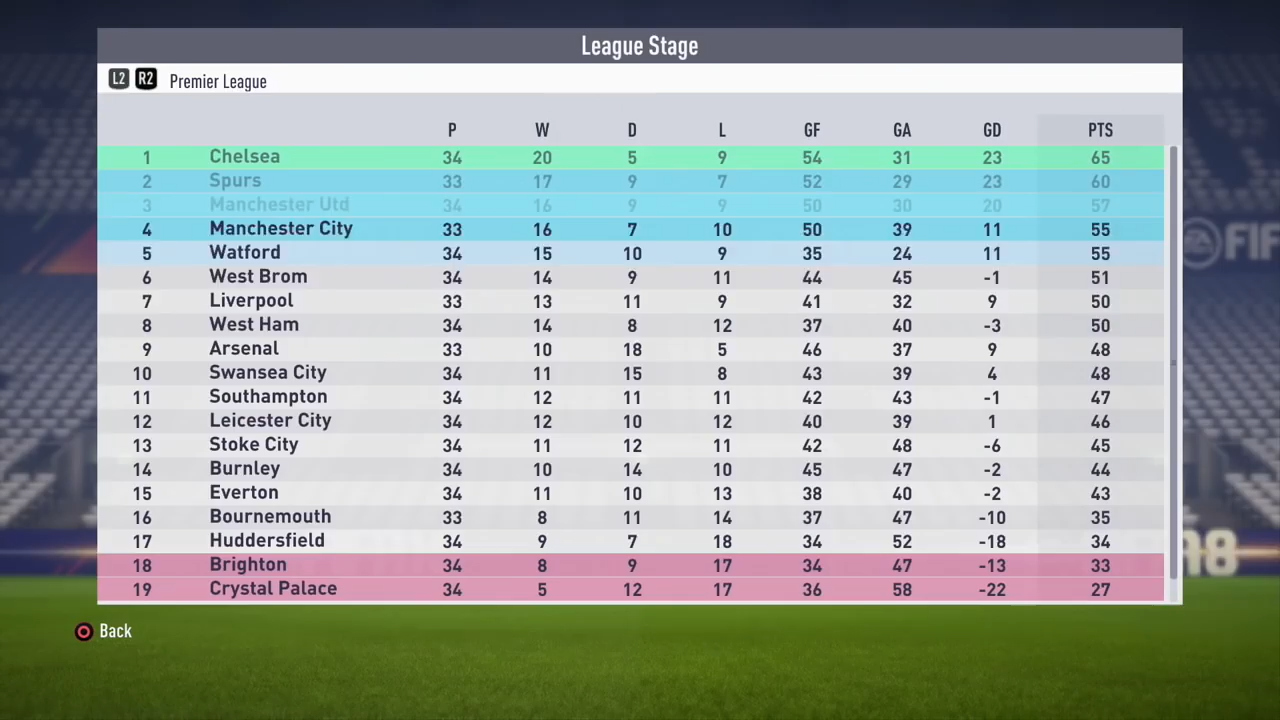 League Stage
L2 R2 Premier League
P W D L GF GA GD PTS
1 Chelsea 34 20 5 9 54 31 23 65
2 Spurs 33 17 9 7 52 29 23 60
3 Manchester Utd 34 16 9 9 50 30 20 57
4 Manchester City 33 16 7 10 50 39 11 55
5 Watford 34 15 10 9 35 24 11 55
6 West Brom 34 14 9 11 44 45 -1 51
7 Liverpool 33 13 11 9 41 32 9 50
8 West Ham 34 14 8 12 37 40 -3 50
9 Arsenal 33 10 18 5 46 37 9 48
10 Swansea City 34 11 15 8 43 39 4 48
11 Southampton 34 12 11 11 42 43 -1 47
12 Leicester City 34 12 10 12 40 39 1 46
13 Stoke City 34 11 12 11 42 48 -6 45
14 Burnley 34 10 14 10 45 47 -2 44
15 Everton 34 11 10 13 38 40 -2 43
16 Bournemouth 33 8 11 14 37 47 -10 35
17 Huddersfield 34 9 7 18 34 52 -18 34
18 Brighton 34 8 9 17 34 47 -13 33
19 Crystal Palace 34 5 12 17 36 58 -22 27
EA FIF
18
Back